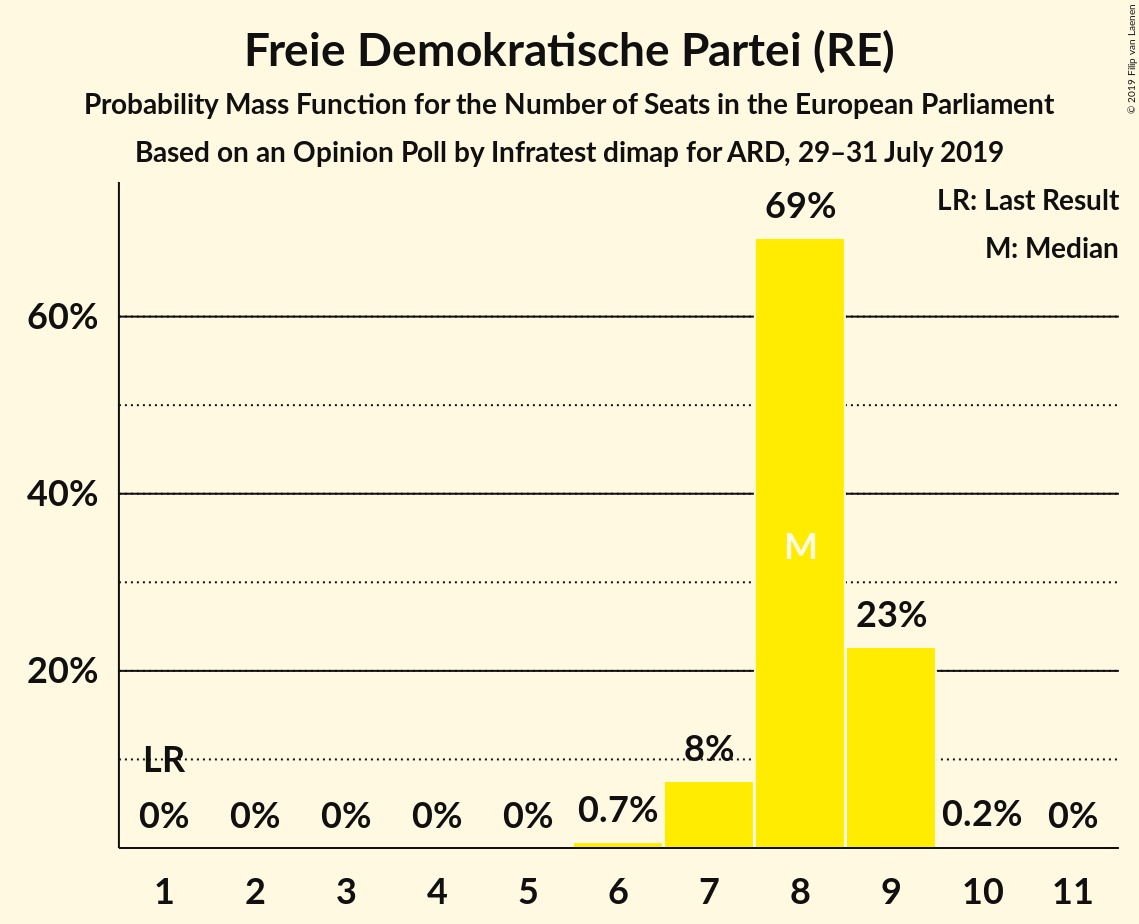 Freie Demokratische Partei (RE)
Probability Mass Function for the Number of Seats in the European Parliament
Based on an Opinion Poll by Infratest dimap for ARD, 29–31 July 2019
© 2019 Filip van Laenen
LR: Last Result
M: Median
69%
60%
40%
M
23%
20%
8%
LR
0% 0% 0% 0% 0% 0.7% 0.2% 0%
1 2 3 4 5 6 7 8 9 10 11